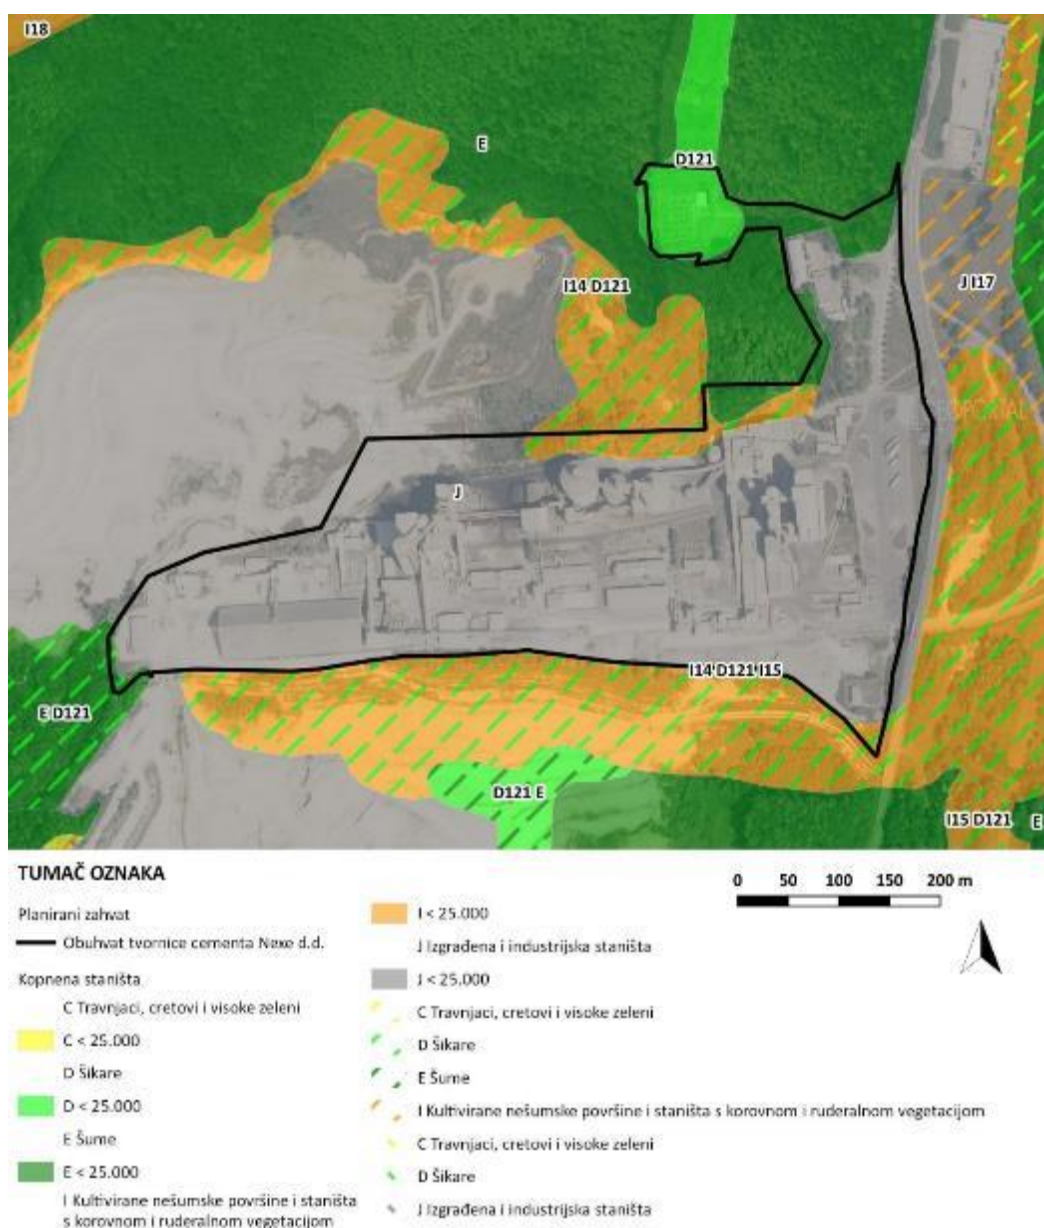 I18
E
D121
I14 D121
J I17
J
I14 D121 I15
E D121
D121 E
I15 D121
E
TUMAČ OZNAKA
Planirani zahvat
Obuhvat tvornice cementa Nexe d.d.
Kopnena staništa
C Travnjaci, cretovi i visoke zeleni
C < 25.000
D Šikare
D < 25.000
E Šume
E < 25.000
I Kultivirane nešumske površine i staništa
s korovnom i ruderalnom vegetacijom
I < 25.000
J Izgrađena i industrijska staništa
J < 25.000
C Travnjaci, cretovi i visoke zeleni
D Šikare
E Šume
I Kultivirane nešumske površine i staništa s korovnom i ruderalnom vegetacijom
C Travnjaci, cretovi i visoke zeleni
D Šikare
J Izgrađena i industrijska staništa
0 50 100 150 200 m